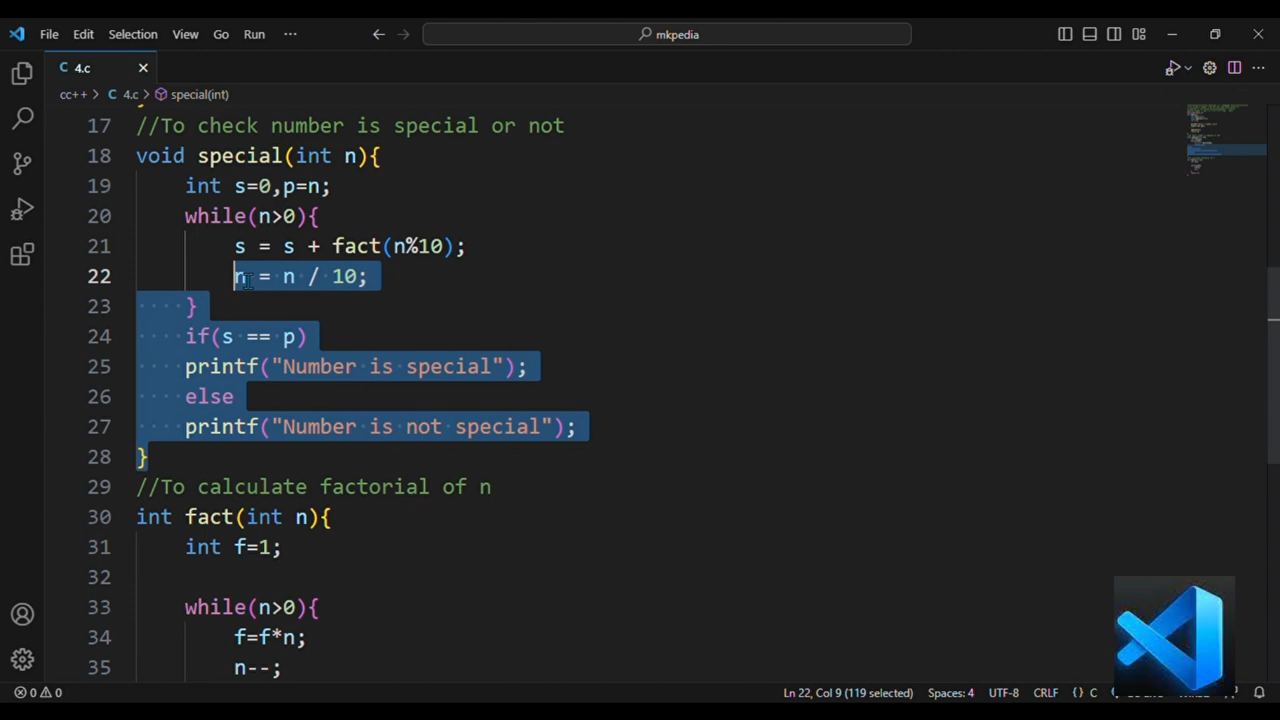 File Edit Selection View Go Run ··· mkpedia
C 4.c
cc++ > C 4.c > special(int)
17 //To check number is special or not
18 void special(int n){
19 int s=0,p=n;
20 while(n>0){
21 s = s + fact(n%10);
22 n = n / 10;
23 }
24 if(s == p)
25 printf("Number is special");
26 else
27 printf("Number is not special");
28 }
29 //To calculate factorial of n
30 int fact(int n){
31 int f=1;
32
33 while(n>0){
34 f=f*n;
35 n--;
0 0 Ln 22, Col 9 (119 selected) Spaces: 4 UTF-8 CRLF {} C